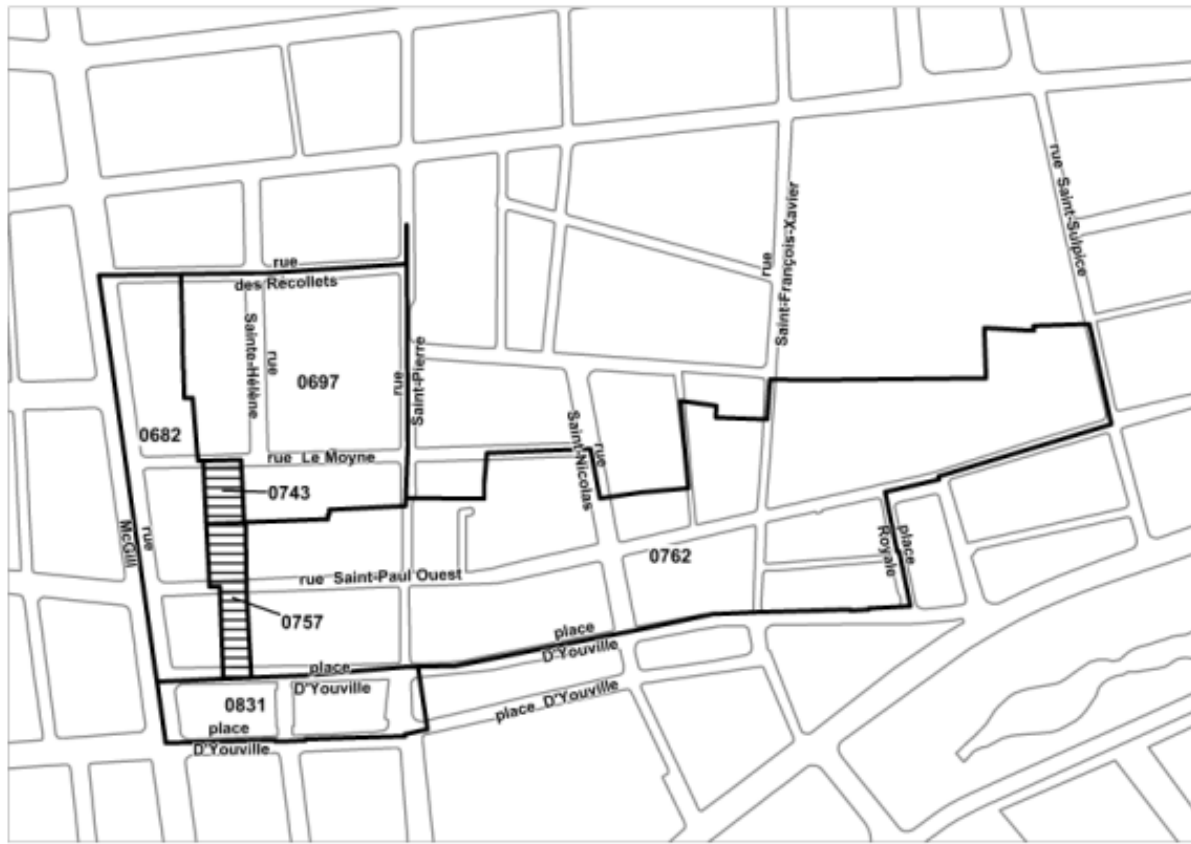 rue Saint-Sulpice
rue
Saint-François-Xavier
rue
des Récollets
Sainte-Hélène
rue
0697
rue
Saint-Pierre
0682
rue Le Moyne
Saint-Nicolas
rue
0743
McGill
rue
place
Royale
0762
rue Saint-Paul Ouest
0757
place
D'Youville
place
D'Youville
0831
place
D'Youville
place D'Youville